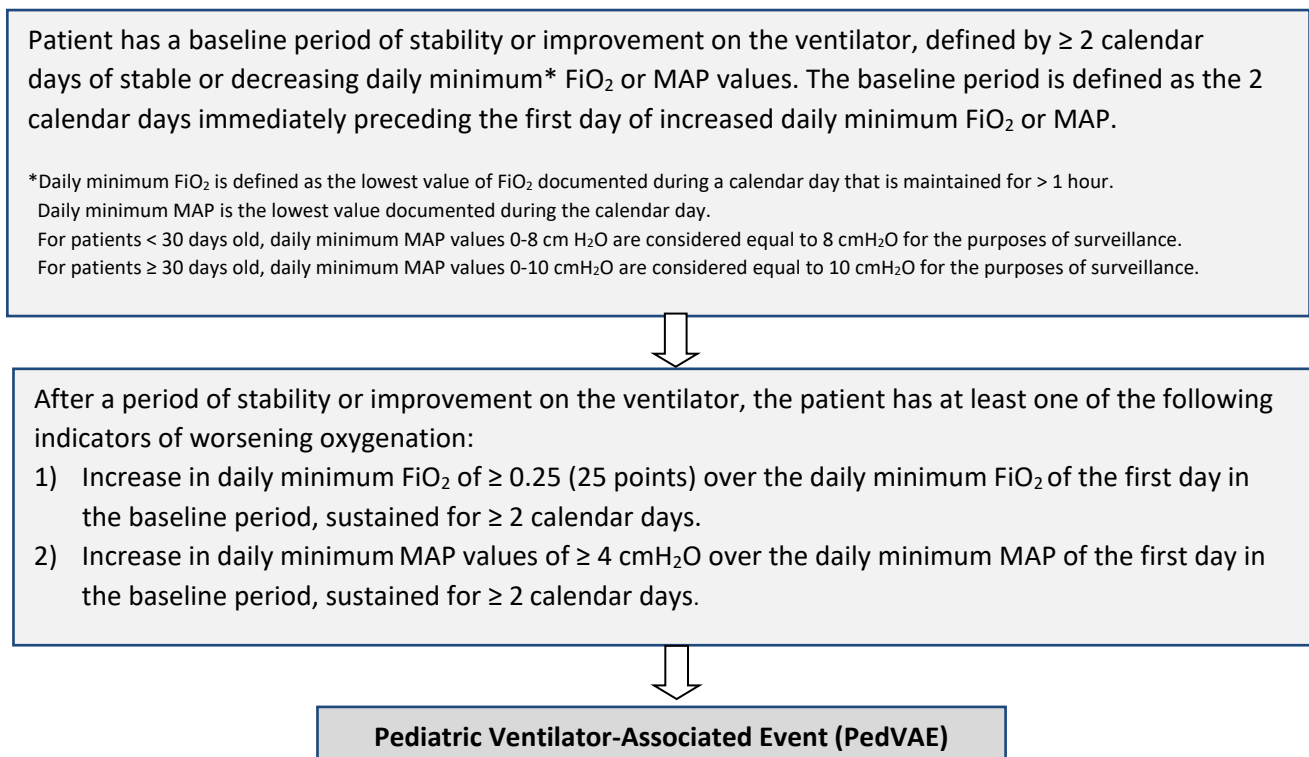 Patient has a baseline period of stability or improvement on the ventilator, defined by ≥ 2 calendar
days of stable or decreasing daily minimum* FiO₂ or MAP values. The baseline period is defined as the 2
calendar days immediately preceding the first day of increased daily minimum FiO₂ or MAP.
*Daily minimum FiO₂ is defined as the lowest value of FiO₂ documented during a calendar day that is maintained for > 1 hour.
Daily minimum MAP is the lowest value documented during the calendar day.
For patients < 30 days old, daily minimum MAP values 0-8 cm H₂O are considered equal to 8 cmH₂O for the purposes of surveillance.
For patients ≥ 30 days old, daily minimum MAP values 0-10 cmH₂O are considered equal to 10 cmH₂O for the purposes of surveillance.
After a period of stability or improvement on the ventilator, the patient has at least one of the following
indicators of worsening oxygenation:
1) Increase in daily minimum FiO₂ of ≥ 0.25 (25 points) over the daily minimum FiO₂ of the first day in
the baseline period, sustained for ≥ 2 calendar days.
2) Increase in daily minimum MAP values of ≥ 4 cmH₂O over the daily minimum MAP of the first day in
the baseline period, sustained for ≥ 2 calendar days.
Pediatric Ventilator-Associated Event (PedVAE)